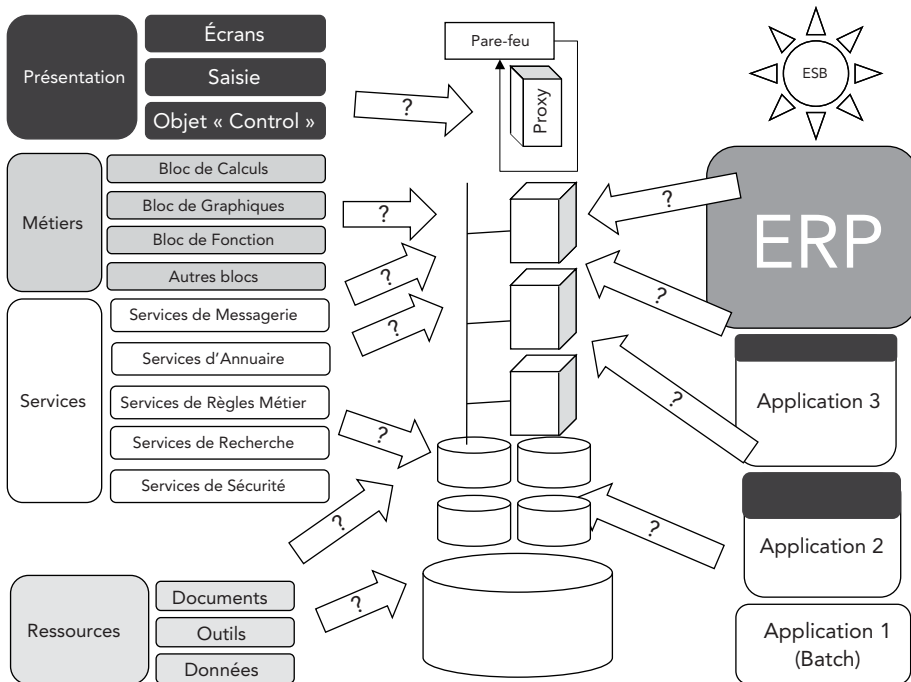 Présentation
Écrans
Saisie
Objet « Control »
?
Métiers
Bloc de Calculs
Bloc de Graphiques
Bloc de Fonction
Autres blocs
?
?
?
Services
Services de Messagerie
Services d'Annuaire
Services de Règles Métier
Services de Recherche
Services de Sécurité
?
?
Ressources
Documents
Outils
Données
?
Pare-feu
Proxy
ESB
?
ERP
?
?
Application 3
?
Application 2
Application 1
(Batch)